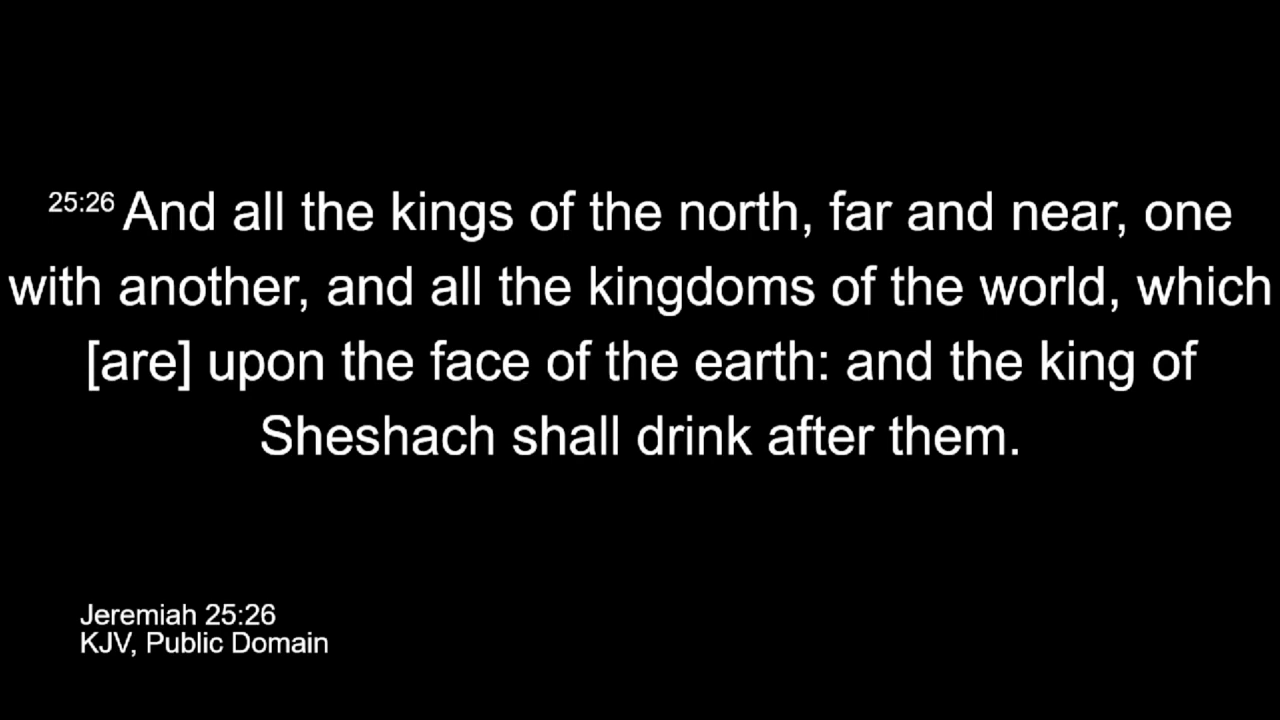 25:26 And all the kings of the north, far and near, one
with another, and all the kingdoms of the world, which
[are] upon the face of the earth: and the king of
Sheshach shall drink after them.
Jeremiah 25:26
KJV, Public Domain